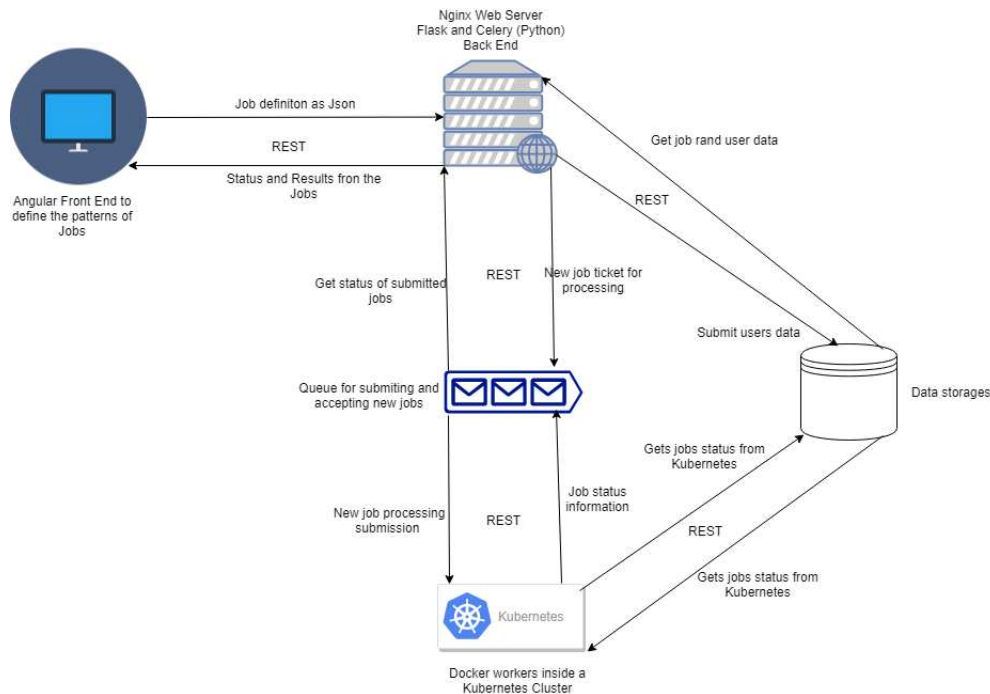 Nginx Web Server
Flask and Celery (Python)
Back End
Job definiton as Json
REST
Status and Results fron the
Jobs
Angular Front End to
define the patterns of
Jobs
Get job rand user data
REST
Get status of submitted
jobs
REST
New job ticket for
processing
Submit users data
Queue for submiting and
accepting new jobs
Data storages
Gets jobs status from
Kubernetes
New job processing
submission
REST
Job status
information
REST
Gets jobs status from
Kubernetes
Kubernetes
Docker workers inside a
Kubernetes Cluster